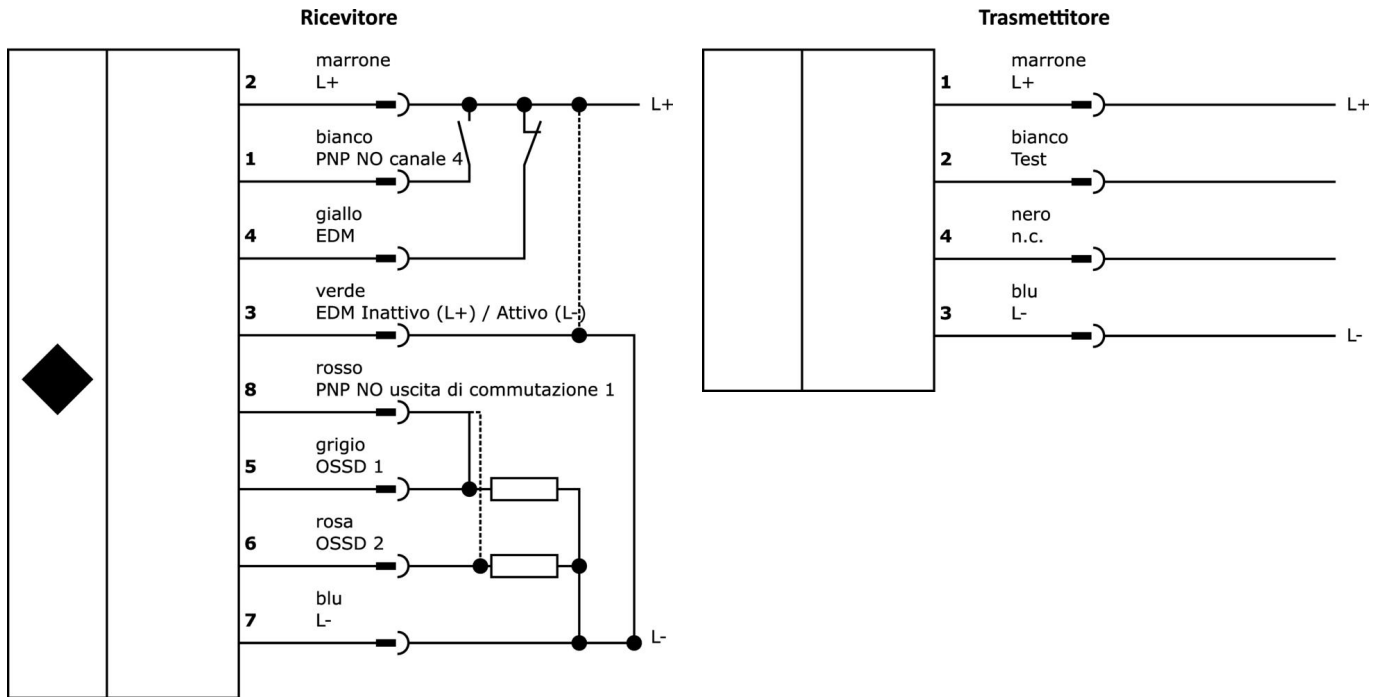 Ricevitore
marrone
2 L+
L+
bianco
1 PNP NO canale 4
giallo
4 EDM
verde
3 EDM Inattivo (L+) / Attivo (L-)
rosso
8 PNP NO uscita di commutazione 1
grigio
5 OSSD 1
rosa
6 OSSD 2
blu
7 L-
L-
Trasmettitore
marrone
1 L+
L+
bianco
2 Test
nero
4 n.c.
blu
3 L-
L-